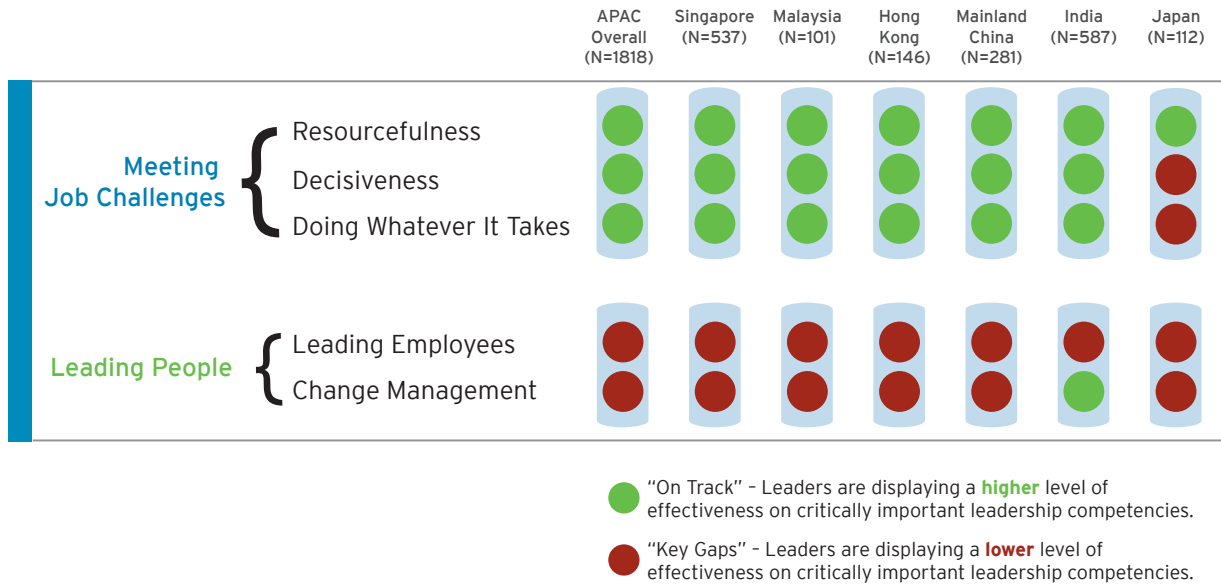 APAC Overall (N=1818)
Singapore (N=537)
Malaysia (N=101)
Hong Kong (N=146)
Mainland China (N=281)
India (N=587)
Japan (N=112)
Meeting Job Challenges
Resourcefulness
Decisiveness
Doing Whatever It Takes
Leading People
Leading Employees
Change Management
“On Track” – Leaders are displaying a higher level of
effectiveness on critically important leadership competencies.
“Key Gaps” – Leaders are displaying a lower level of
effectiveness on critically important leadership competencies.